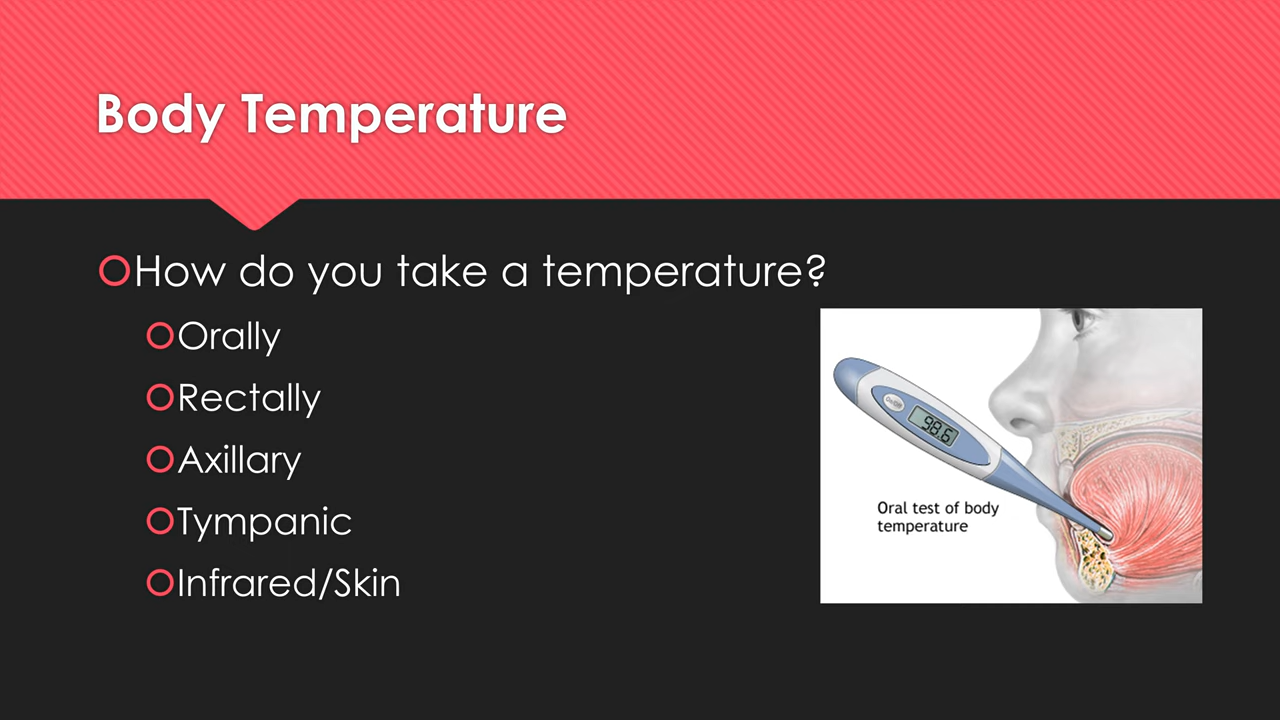 Body Temperature
How do you take a temperature?
Orally
Rectally
Axillary
Tympanic
Infrared/Skin
98.6
Oral test of body
temperature